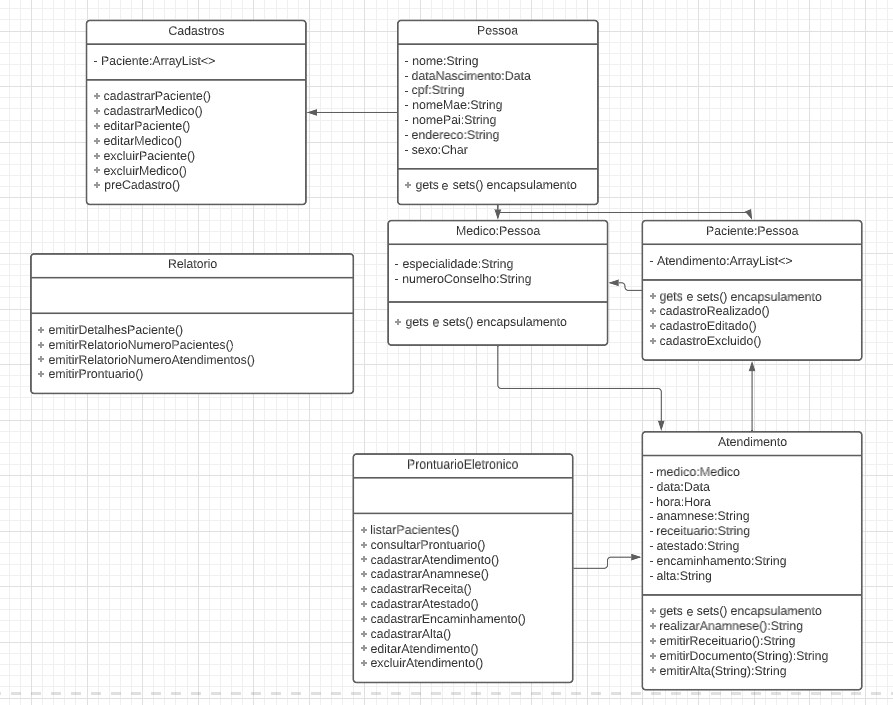 Cadastros
- Paciente:ArrayList<>
+ cadastrarPaciente()
+ cadastrarMedico()
+ editarPaciente()
+ editarMedico()
+ excluirPaciente()
+ excluirMedico()
+ preCadastro()
Pessoa
- nome:String
- dataNascimento:Data
- cpf:String
- nomeMae:String
- nomePai:String
- endereco:String
- sexo:Char
+ gets e sets() encapsulamento
Medico:Pessoa
- especialidade:String
- numeroConselho:String
+ gets e sets() encapsulamento
Paciente:Pessoa
- Atendimento:ArrayList<>
+ gets e sets() encapsulamento
+ cadastroRealizado()
+ cadastroEditado()
+ cadastroExcluido()
Relatorio
+ emitirDetalhesPaciente()
+ emitirRelatorioNumeroPacientes()
+ emitirRelatorioNumeroAtendimentos()
+ emitirProntuario()
ProntuarioEletronico
+ listarPacientes()
+ consultarProntuario()
+ cadastrarAtendimento()
+ cadastrarAnamnese()
+ cadastrarReceita()
+ cadastrarAtestado()
+ cadastrarEncaminhamento()
+ cadastrarAlta()
+ editarAtendimento()
+ excluirAtendimento()
Atendimento
- medico:Medico
- data:Data
- hora:Hora
- anamnese:String
- receituario:String
- atestado:String
- encaminhamento:String
- alta:String
+ gets e sets() encapsulamento
+ realizarAnamnese():String
+ emitirReceituario():String
+ emitirDocumento(String):String
+ emitirAlta(String):String